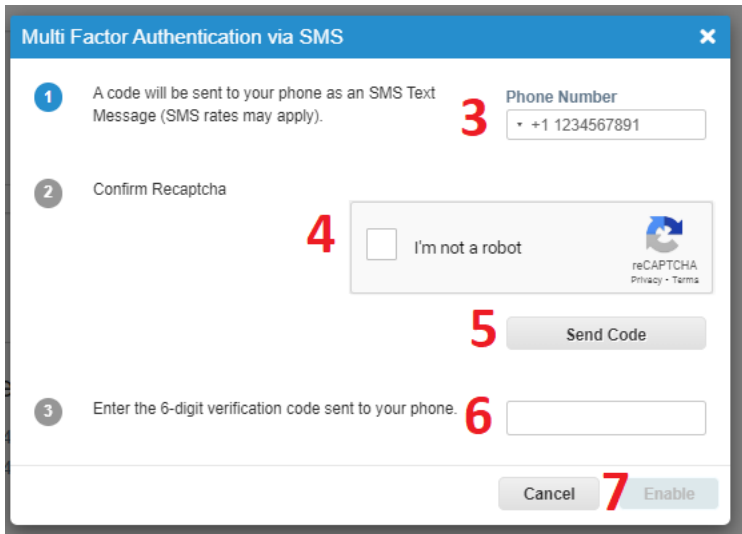 Multi Factor Authentication via SMS
1
A code will be sent to your phone as an SMS Text
Message (SMS rates may apply).
3
Phone Number
+1 1234567891
2
Confirm Recaptcha
4
I'm not a robot
reCAPTCHA
Privacy - Terms
5
Send Code
3
Enter the 6-digit verification code sent to your phone.
6
Cancel
7
Enable